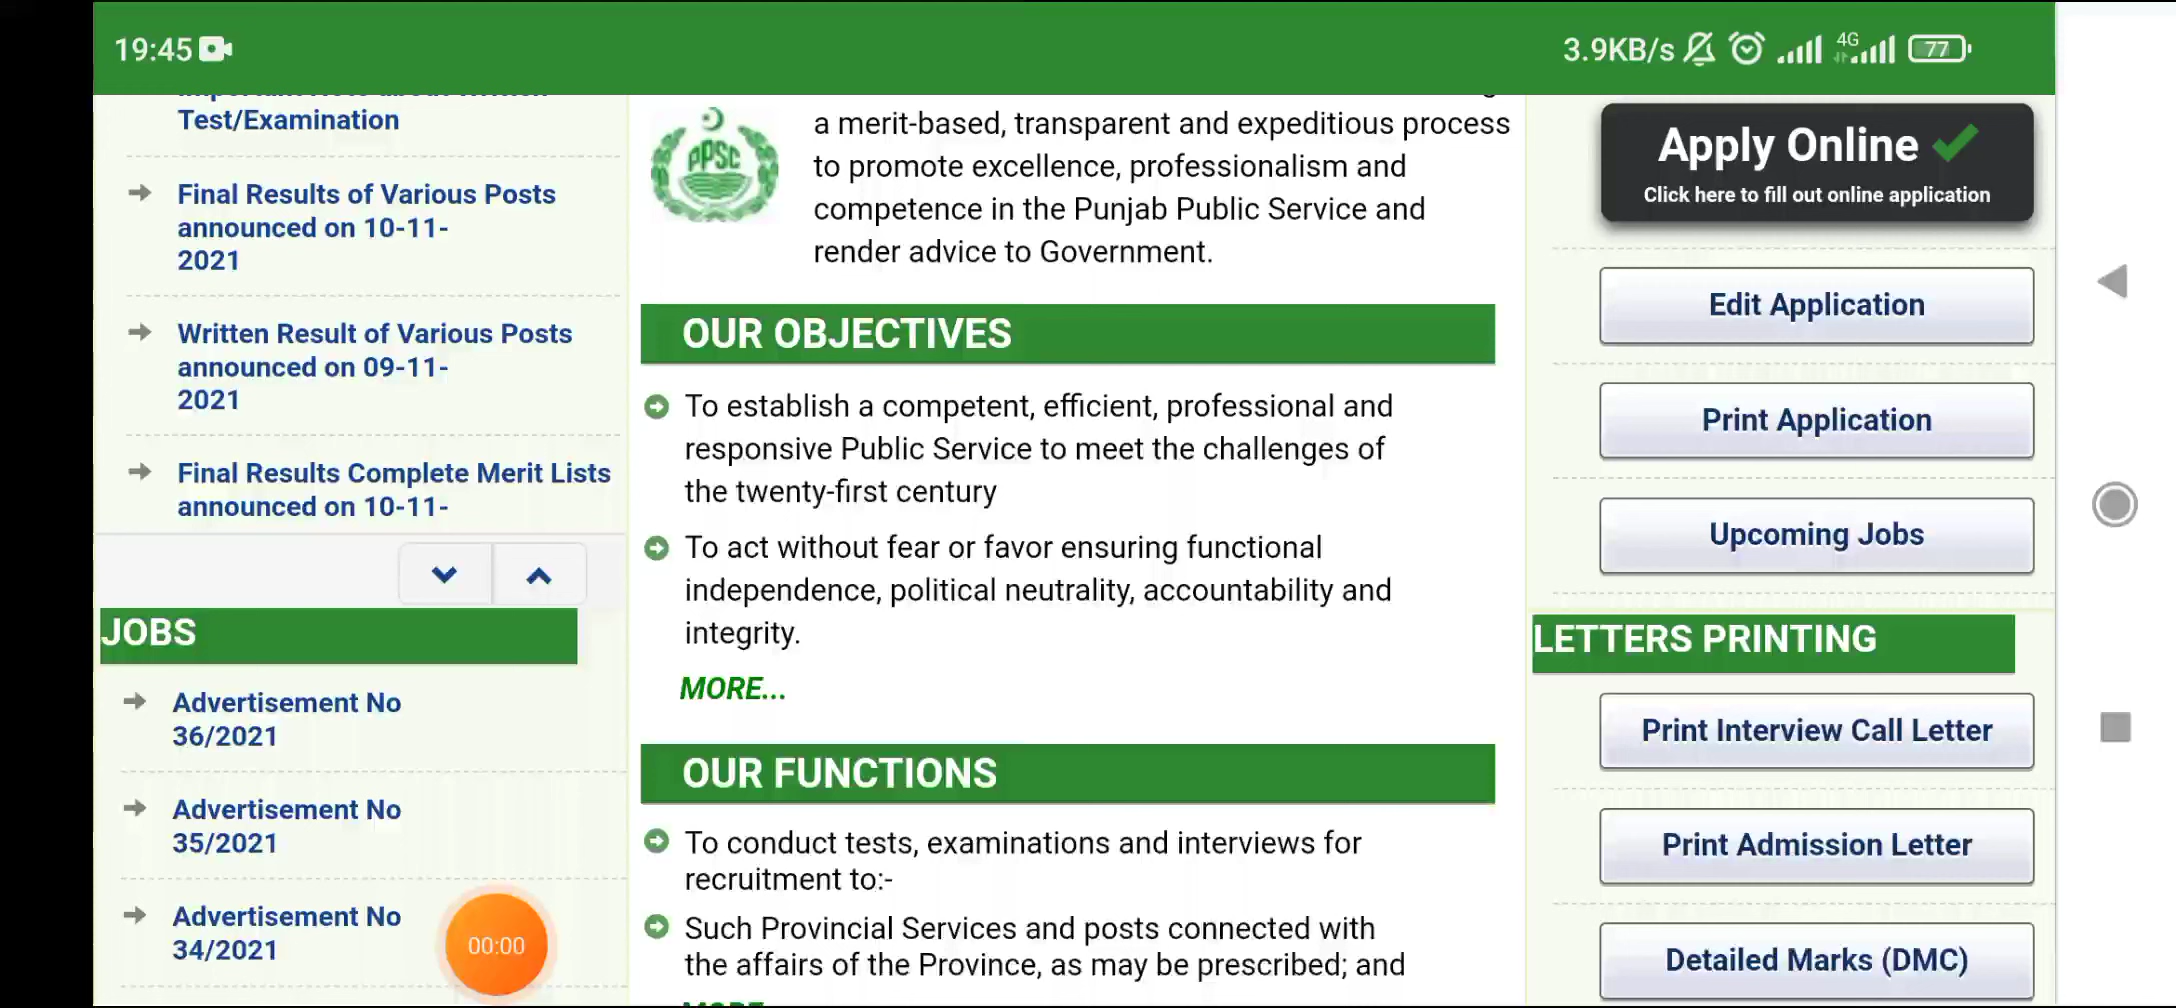 19:45
3.9KB/s
4G
77
Test/Examination
Final Results of Various Posts
announced on 10-11-
2021
Written Result of Various Posts
announced on 09-11-
2021
Final Results Complete Merit Lists
announced on 10-11-
JOBS
Advertisement No
36/2021
Advertisement No
35/2021
Advertisement No
34/2021
00:00
PPSC
a merit-based, transparent and expeditious process
to promote excellence, professionalism and
competence in the Punjab Public Service and
render advice to Government.
OUR OBJECTIVES
To establish a competent, efficient, professional and
responsive Public Service to meet the challenges of
the twenty-first century
To act without fear or favor ensuring functional
independence, political neutrality, accountability and
integrity.
MORE...
OUR FUNCTIONS
To conduct tests, examinations and interviews for
recruitment to:-
Such Provincial Services and posts connected with
the affairs of the Province, as may be prescribed; and
Apply Online
Click here to fill out online application
Edit Application
Print Application
Upcoming Jobs
LETTERS PRINTING
Print Interview Call Letter
Print Admission Letter
Detailed Marks (DMC)